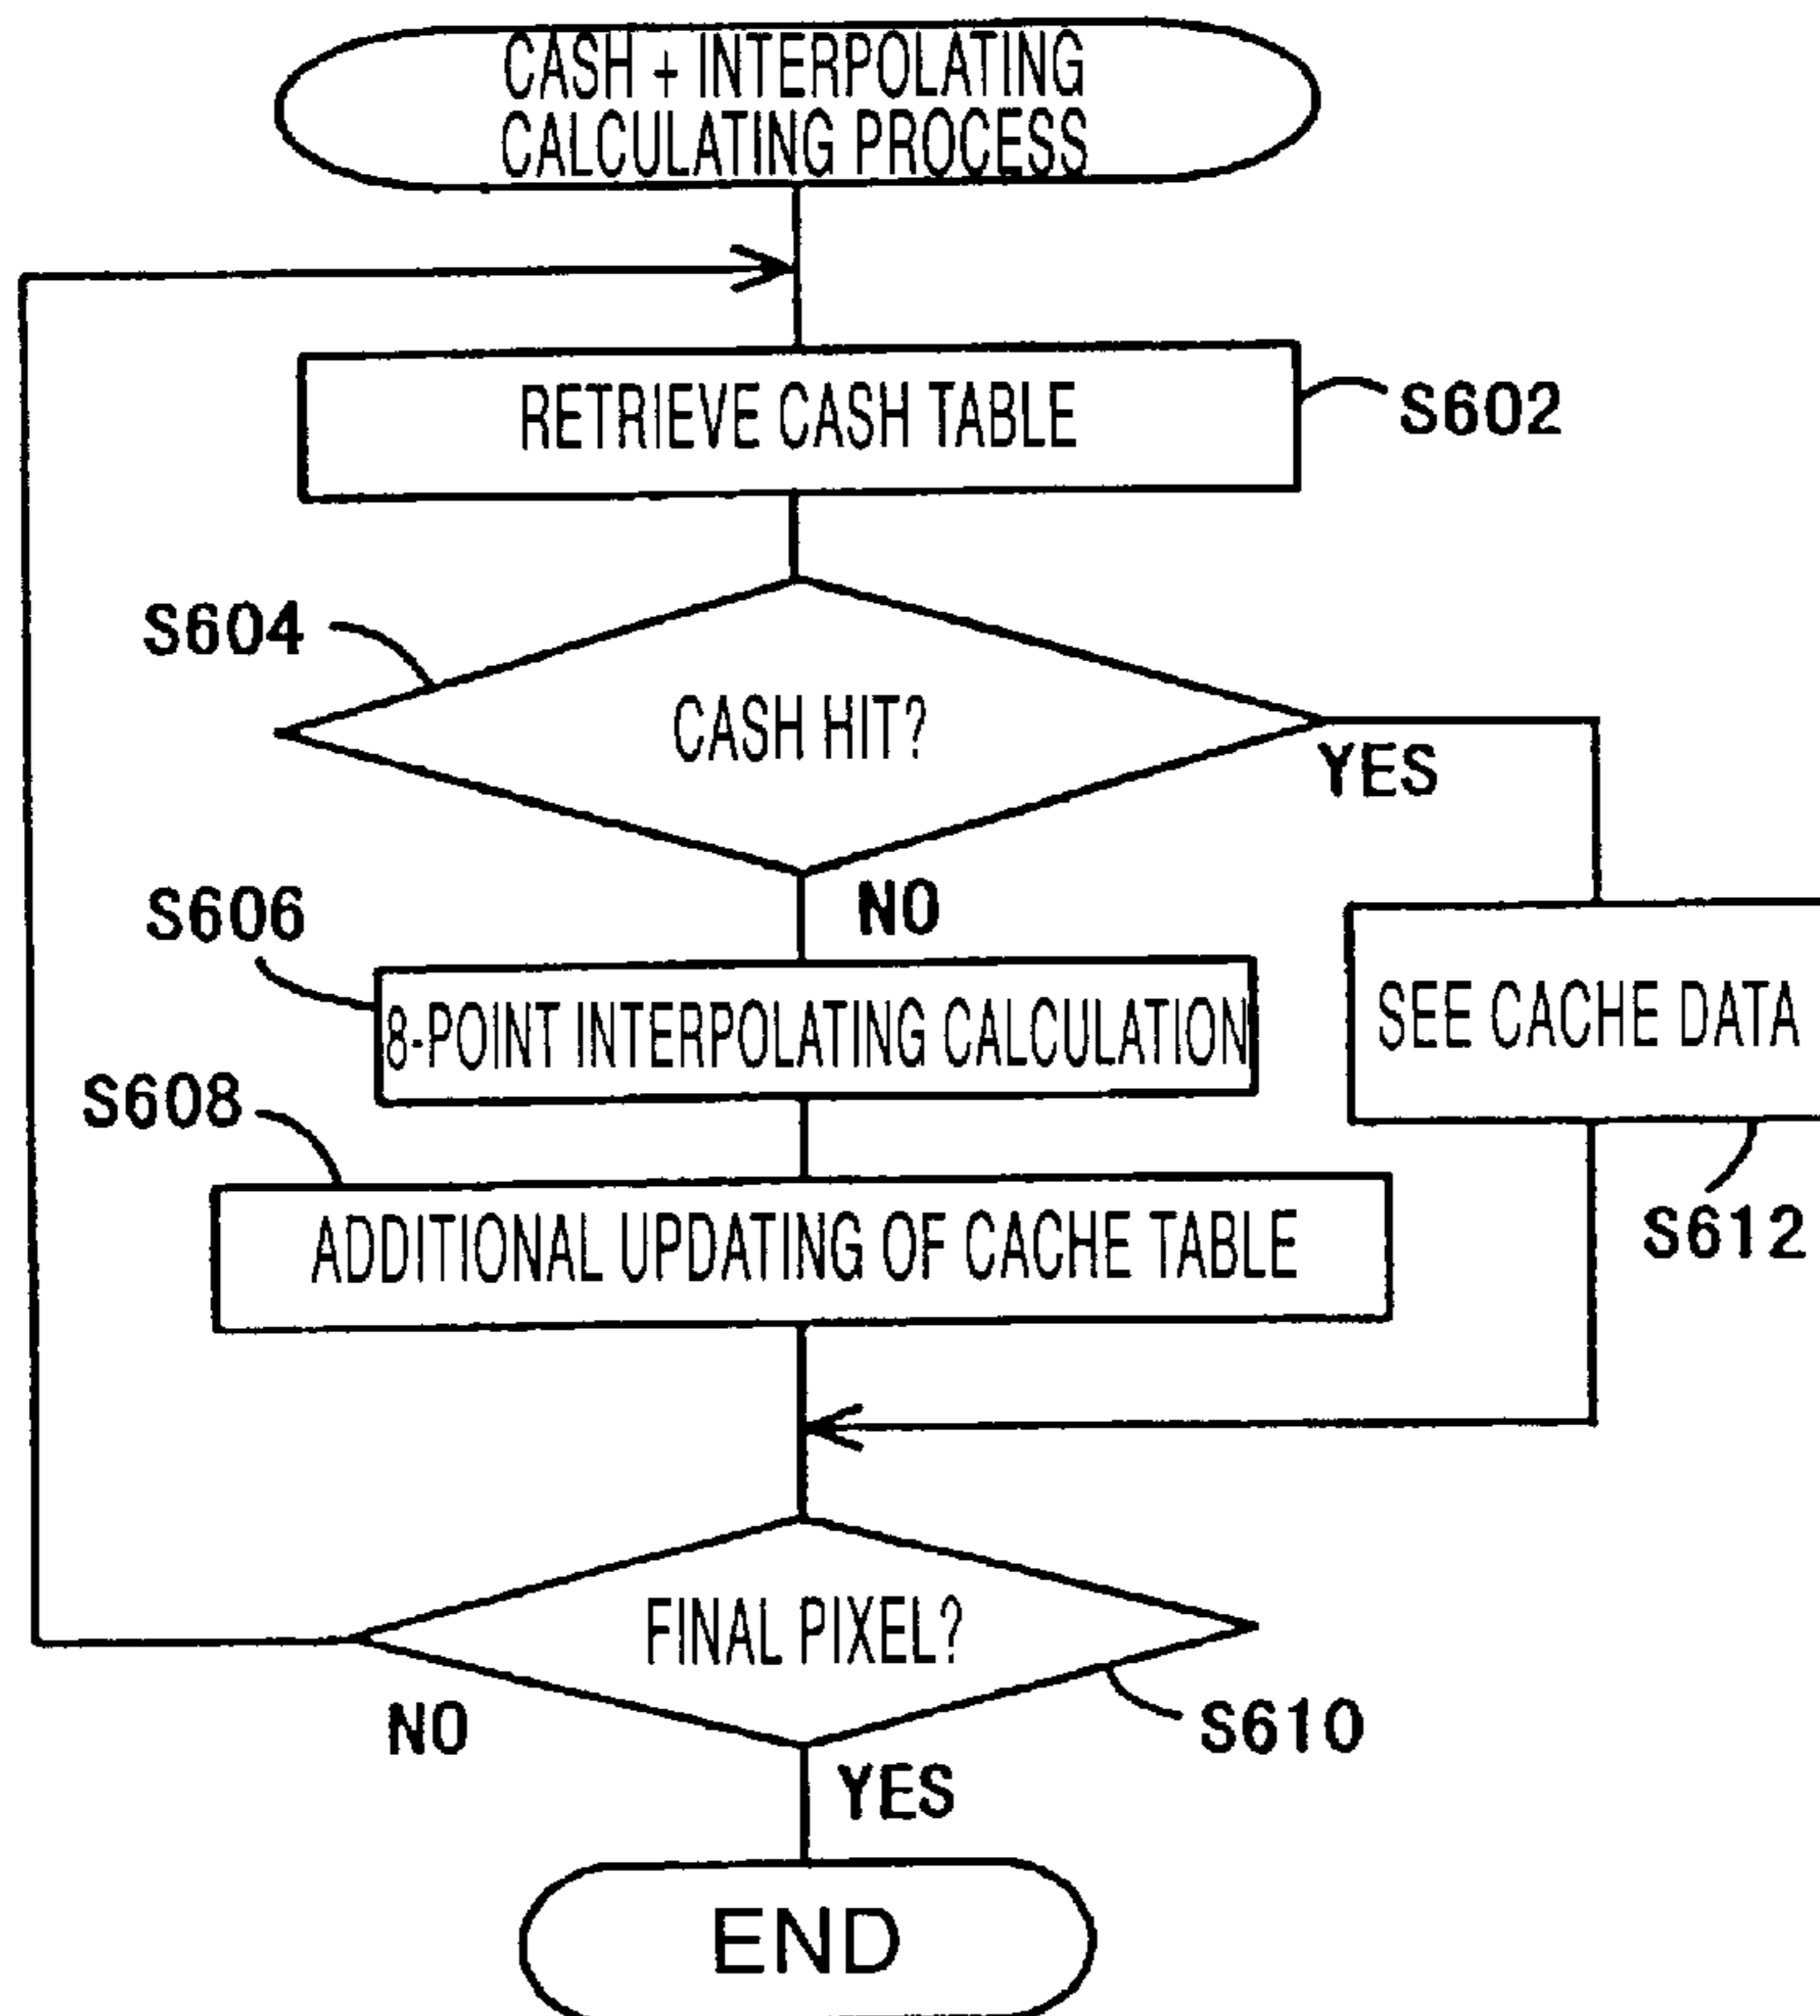 CASH + INTERPOLATING
CALCULATING PROCESS
RETRIEVE CASH TABLE
S602
S604
CASH HIT?
YES
NO
S606
8-POINT INTERPOLATING CALCULATION
SEE CACHE DATA
S608
ADDITIONAL UPDATING OF CACHE TABLE
S612
FINAL PIXEL?
NO
S610
YES
END